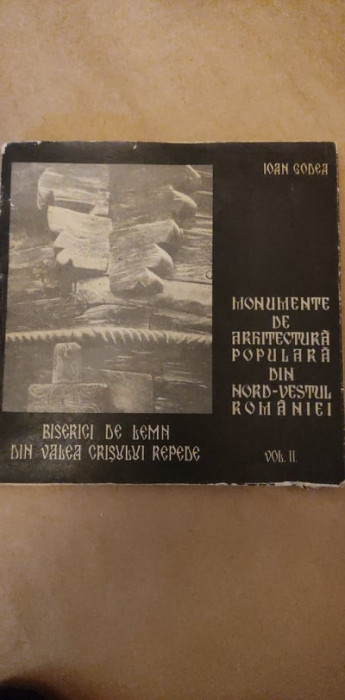 IOAN GODEA
MONUMENTE
DE
ARHITECTURĂ
POPULARĂ
DIN
NORD-VESTUL
ROMÂNIEI
BISERICI DE LEMN
DIN VALEA CRIȘULUI REPEDE
VOL. II.